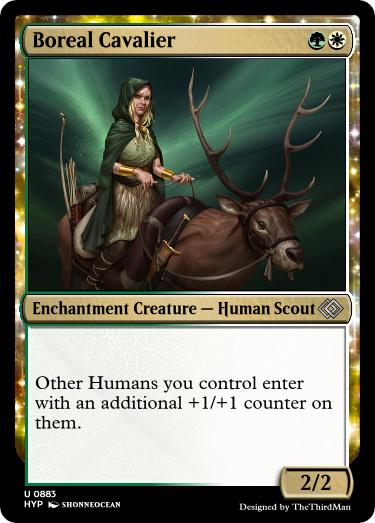 Boreal Cavalier
Enchantment Creature — Human Scout
Other Humans you control enter
with an additional +1/+1 counter on
them.
2/2
U 0883
HYP SHONNEOCEAN
Designed by TheThirdMan